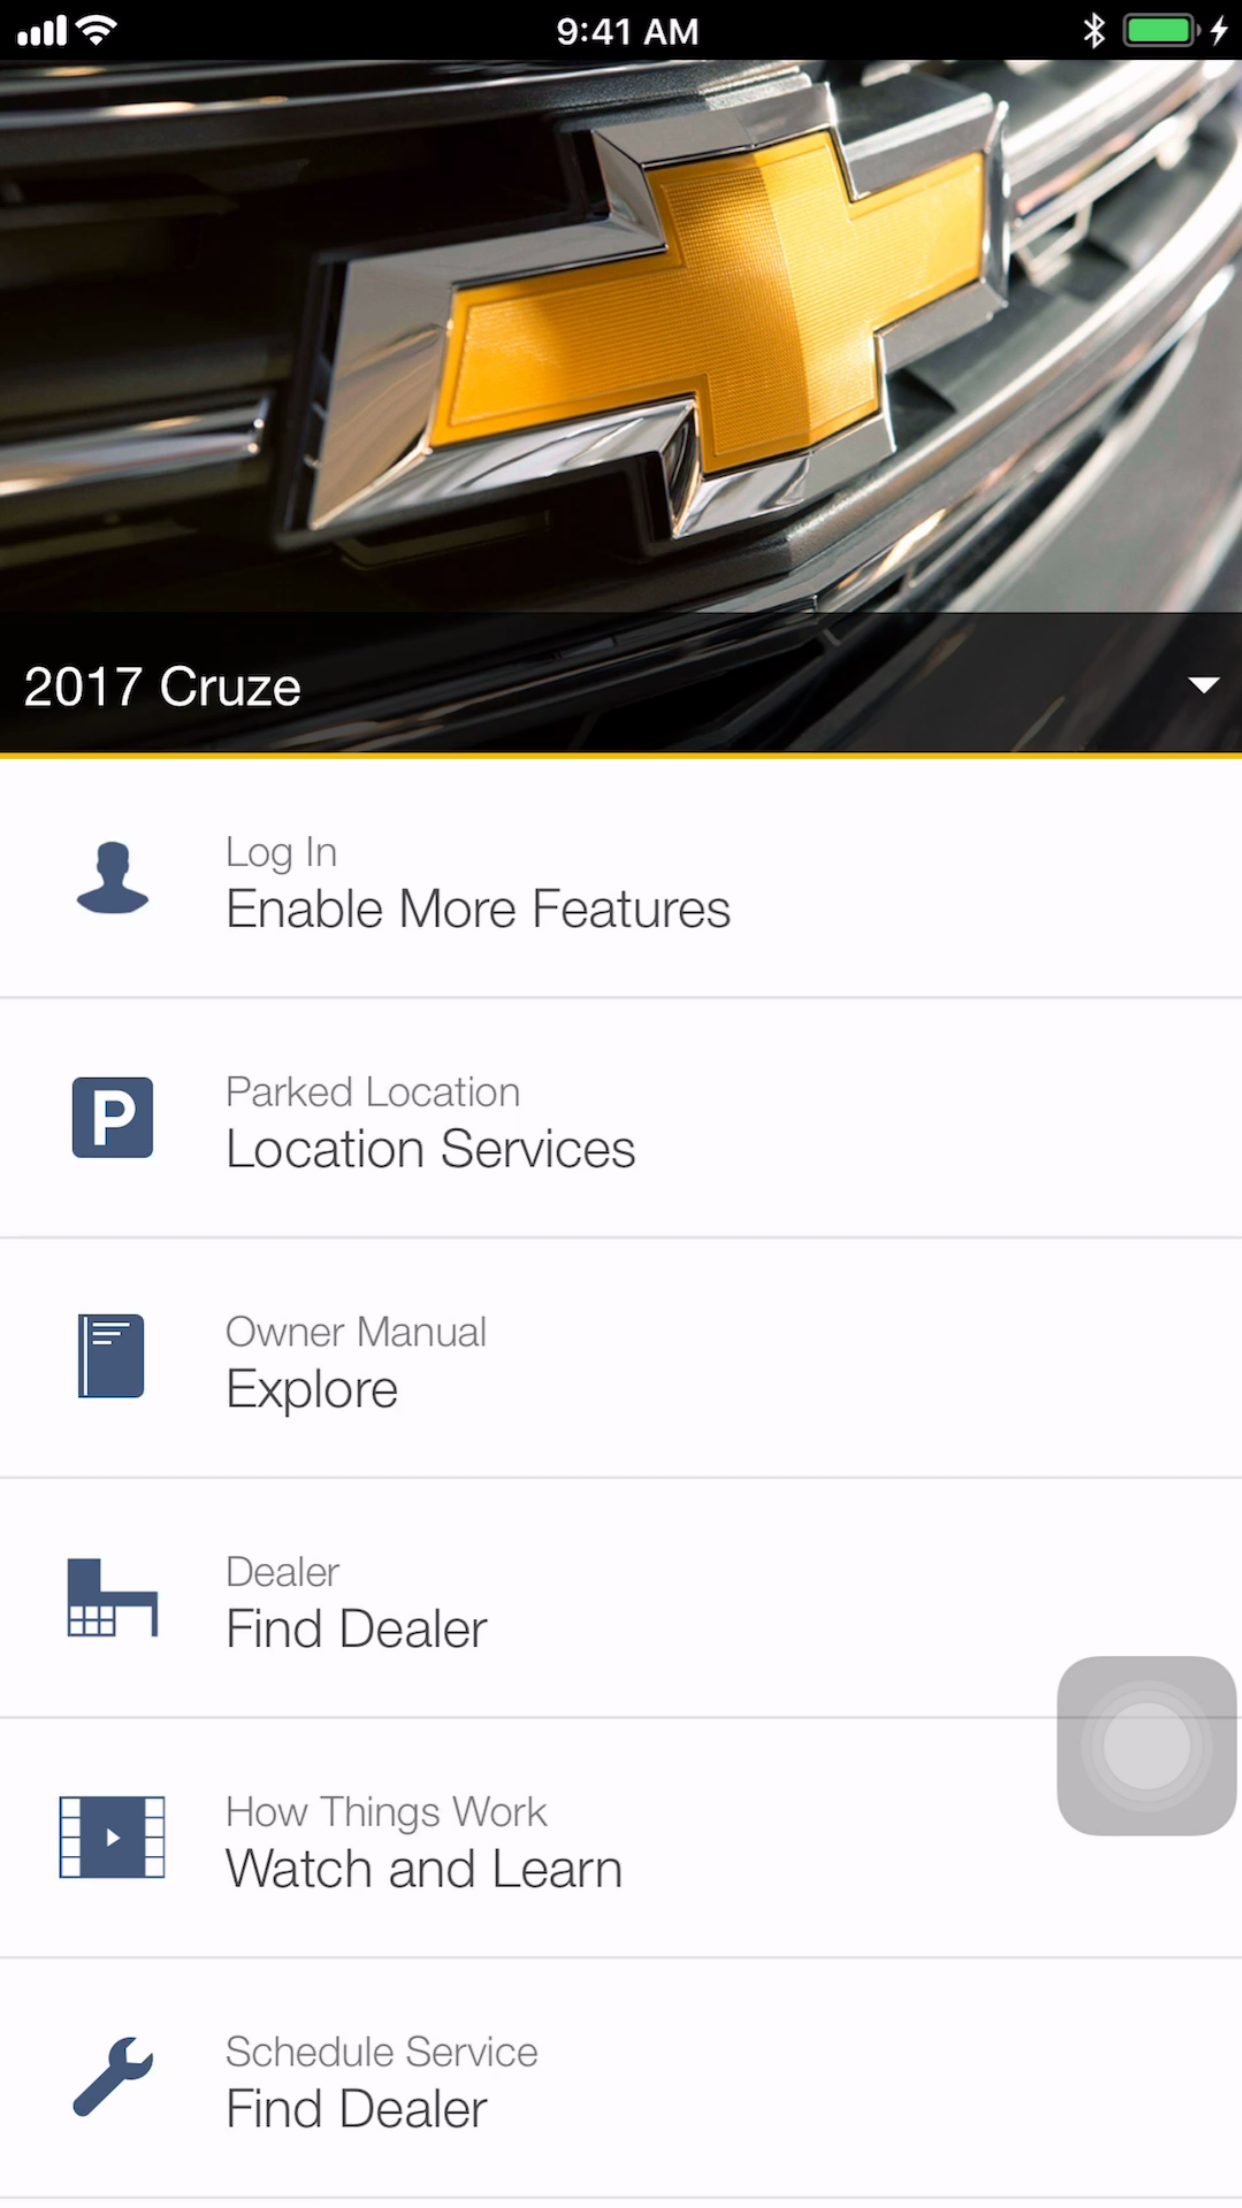 9:41 AM
2017 Cruze
Log In
Enable More Features
P
Parked Location
Location Services
Owner Manual
Explore
Dealer
Find Dealer
How Things Work
Watch and Learn
Schedule Service
Find Dealer